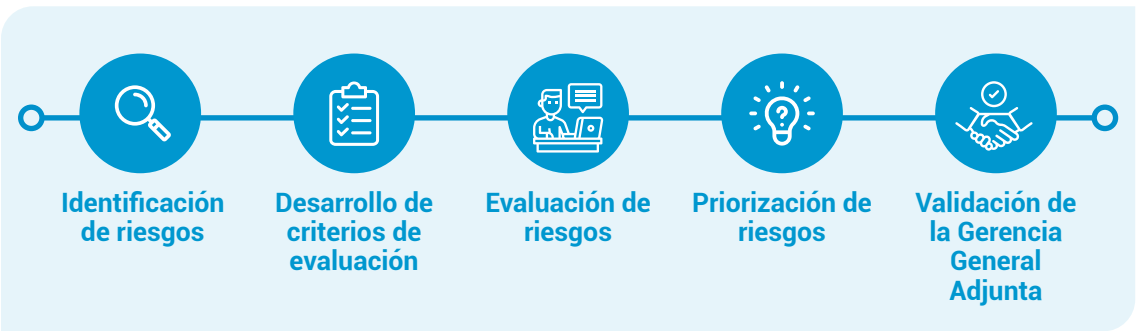 Identificación
de riesgos
Desarrollo de
criterios de
evaluación
Evaluación de
riesgos
Priorización de
riesgos
Validación de
la Gerencia
General
Adjunta